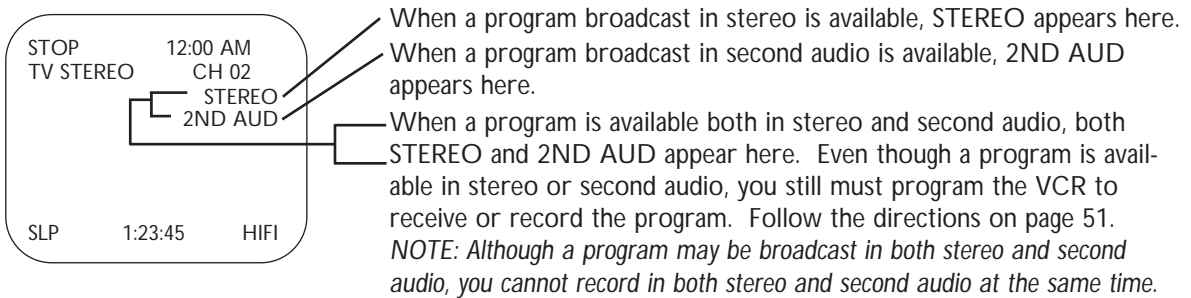 STOP 12:00 AM
TV STEREO CH 02
STEREO
2ND AUD
SLP 1:23:45 HIFI
When a program broadcast in stereo is available, STEREO appears here.
When a program broadcast in second audio is available, 2ND AUD
appears here.
When a program is available both in stereo and second audio, both
STEREO and 2ND AUD appear here. Even though a program is avail-
able in stereo or second audio, you still must program the VCR to
receive or record the program. Follow the directions on page 51.
NOTE: Although a program may be broadcast in both stereo and second
audio, you cannot record in both stereo and second audio at the same time.